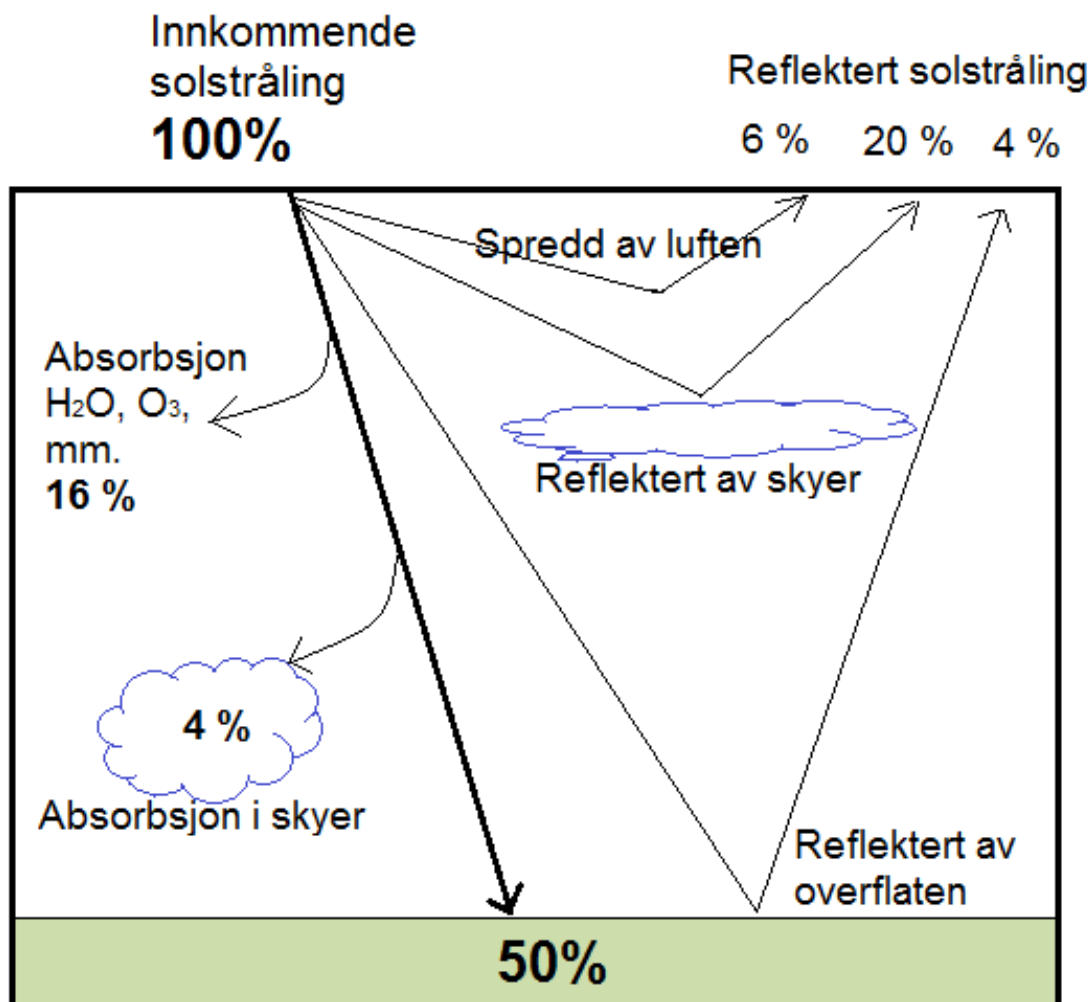 Innkommende
solstråling
100%
Reflektert solstråling
6 % 20 % 4 %
Spredd av luften
Absorbsjon
H₂O, O₃,
mm.
16 %
Reflektert av skyer
4 %
Absorbsjon i skyer
Reflektert av
overflaten
50%